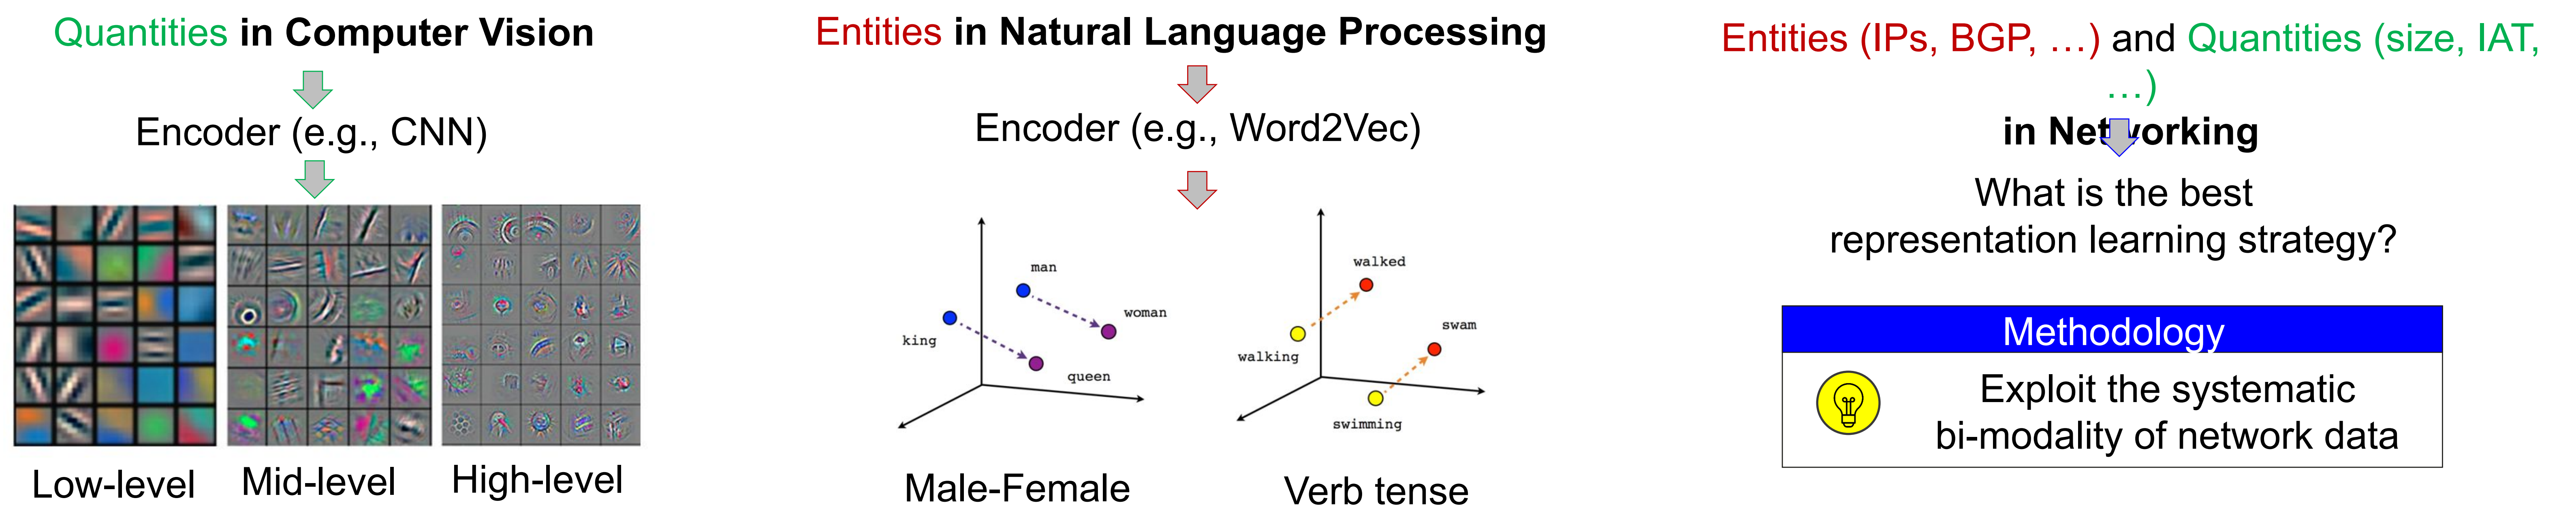 Quantities in Computer Vision
Encoder (e.g., CNN)
Low-level
Mid-level
High-level
Entities in Natural Language Processing
Encoder (e.g., Word2Vec)
man
woman
king
queen
Male-Female
walked
swam
walking
swimming
Verb tense
Entities (IPs, BGP, …) and Quantities (size, IAT,
…)
in Networking
What is the best
representation learning strategy?
Methodology
Exploit the systematic
bi-modality of network data